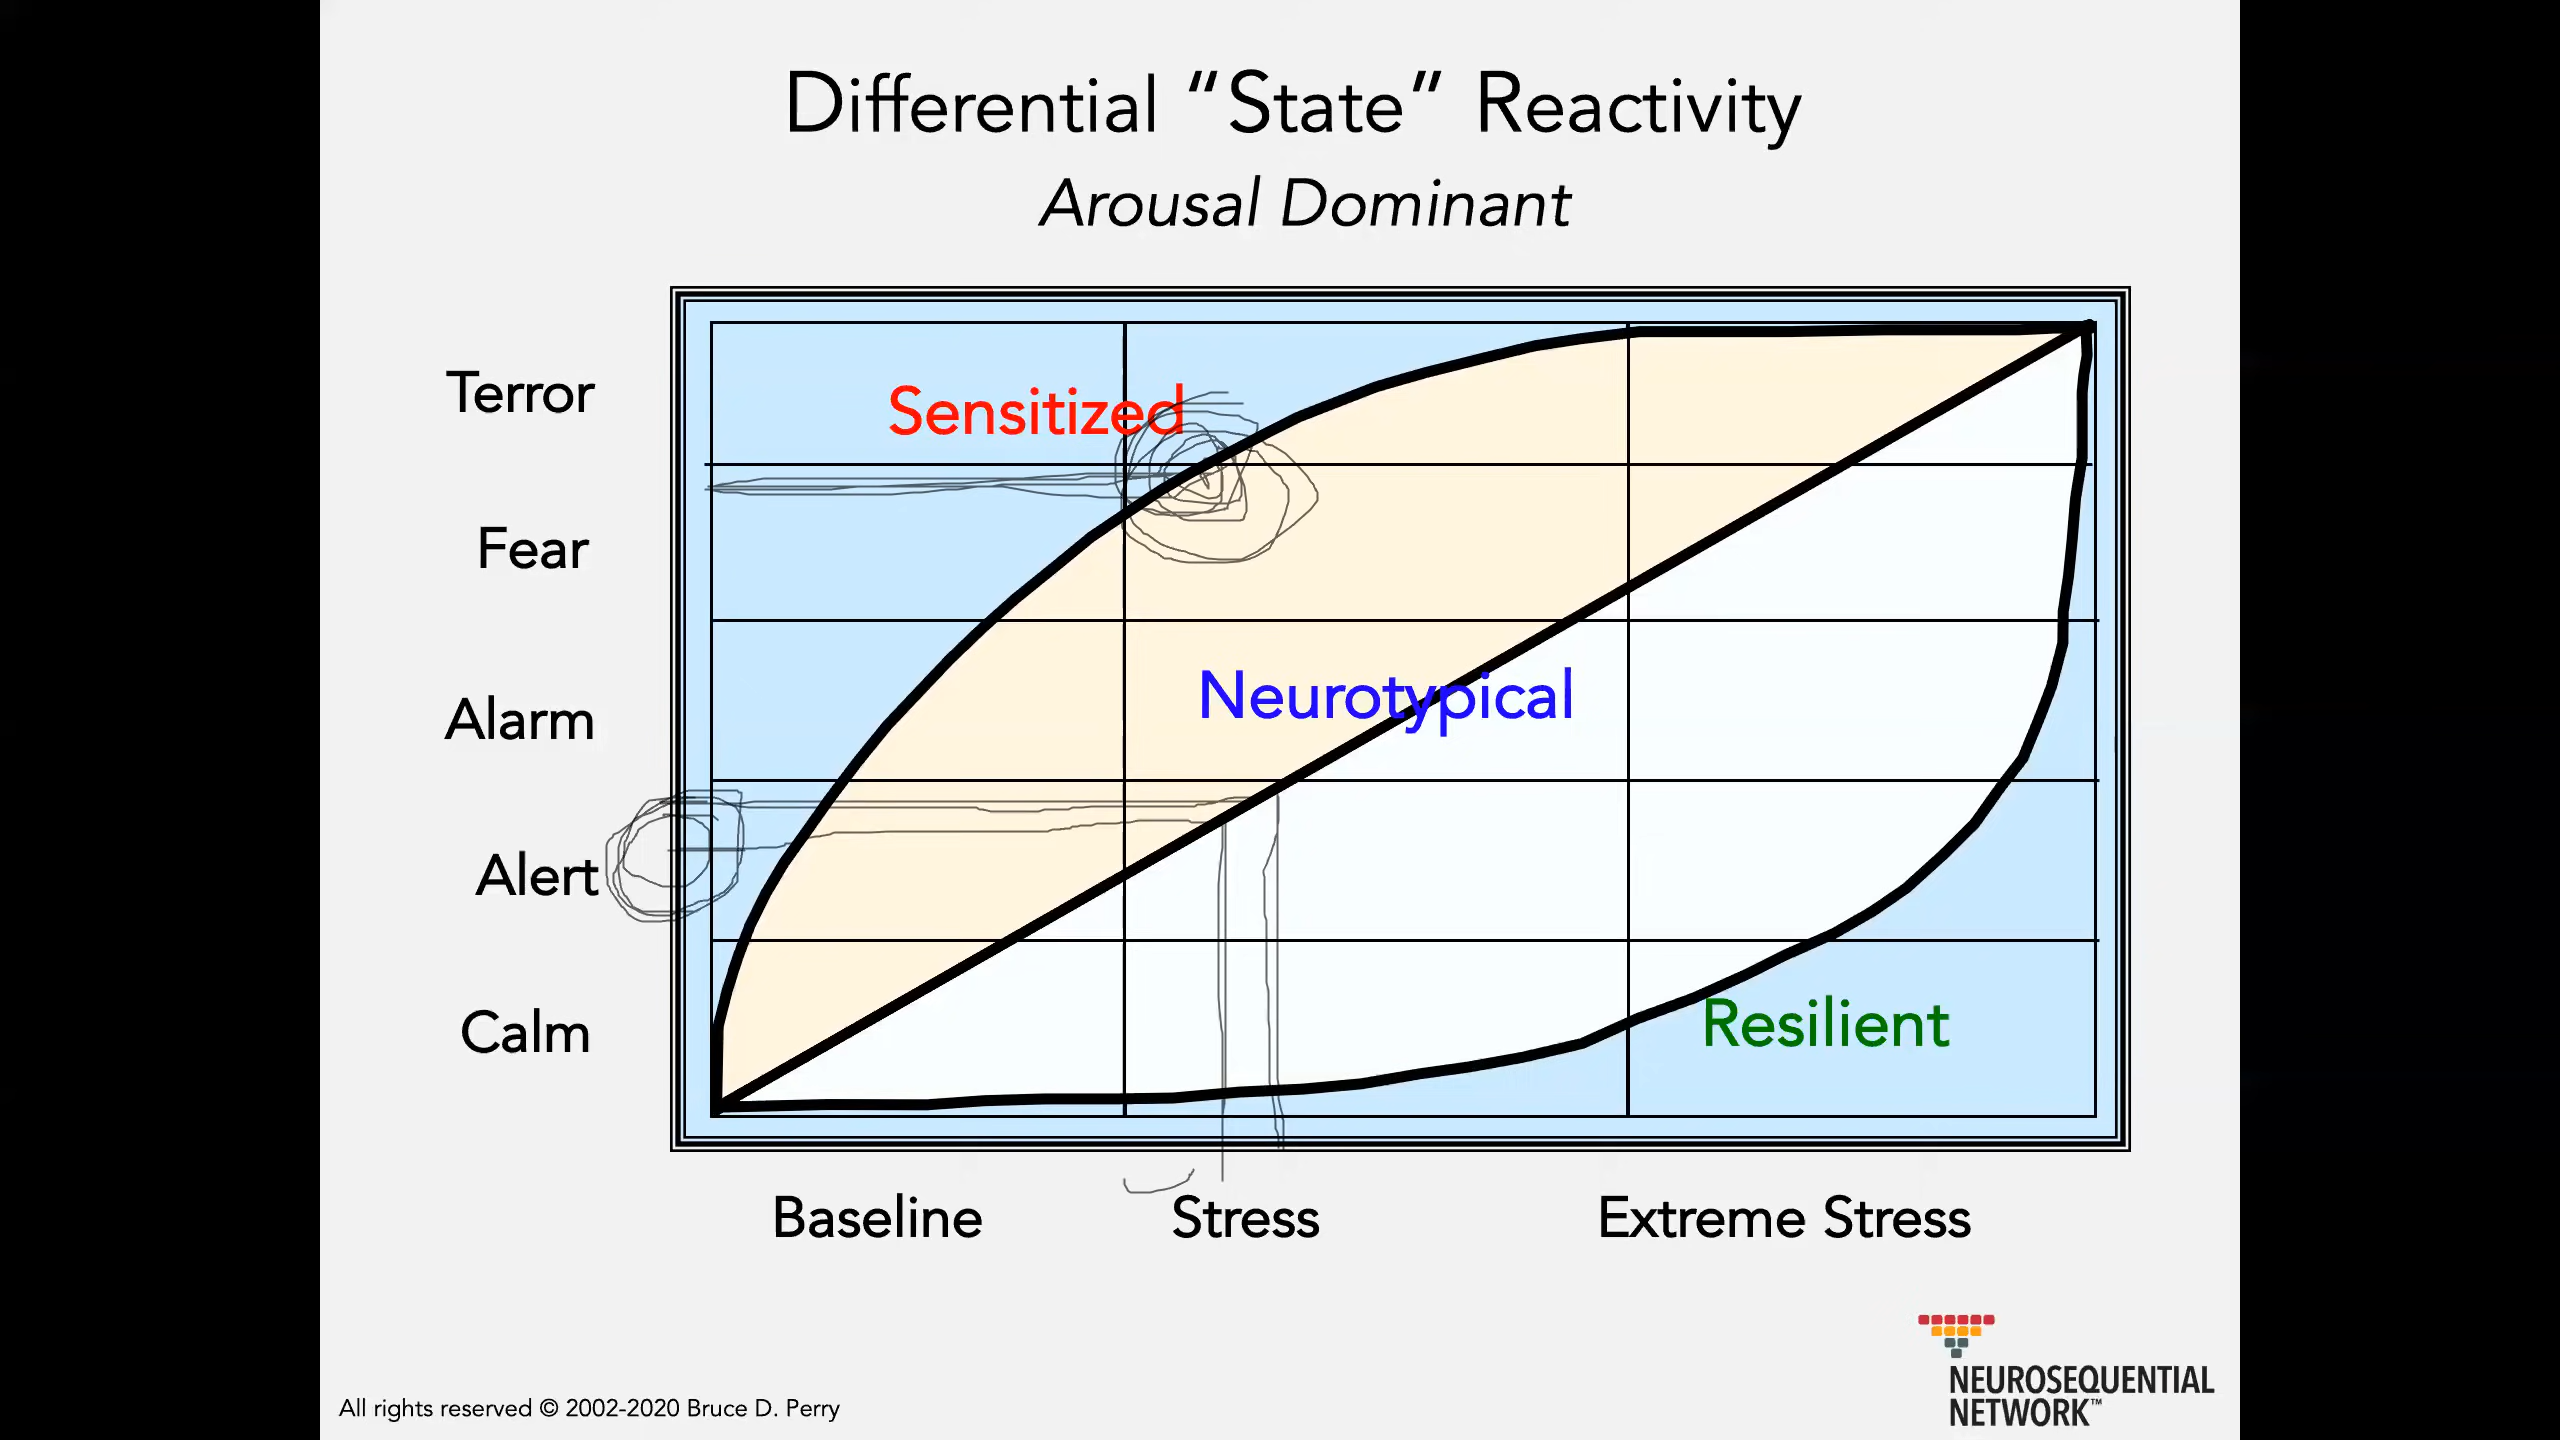 Differential “State” Reactivity
Arousal Dominant
Terror
Sensitized
Fear
Neurotypical
Alarm
Alert
Calm
Resilient
Baseline
Stress
Extreme Stress
NEUROSEQUENTIAL
NETWORK™
All rights reserved © 2002-2020 Bruce D. Perry